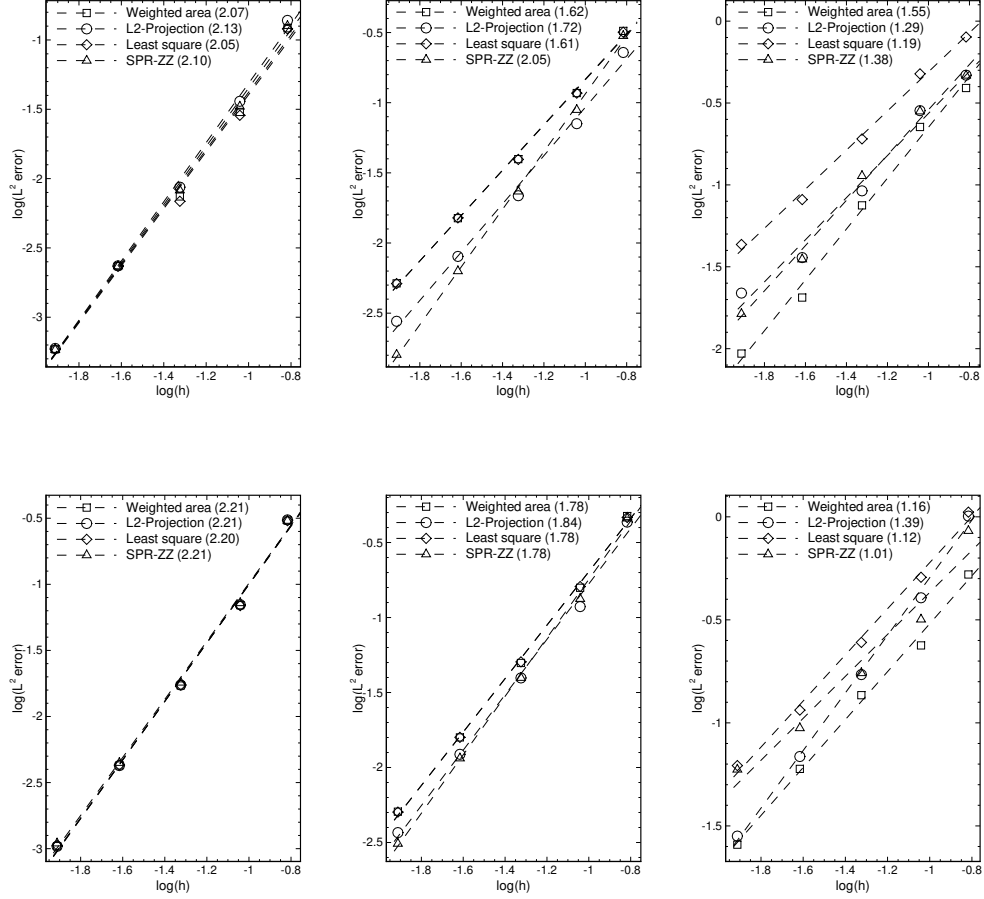 Weighted area (2.07)
L2-Projection (2.13)
Least square (2.05)
SPR-ZZ (2.10)
-1
-1.5
-2
-2.5
-3
log(L² error)
-1.8 -1.6 -1.4 -1.2 -1 -0.8
log(h)
Weighted area (1.62)
L2-Projection (1.72)
Least square (1.61)
SPR-ZZ (2.05)
-0.5
-1
-1.5
-2
-2.5
log(L² error)
-1.8 -1.6 -1.4 -1.2 -1 -0.8
log(h)
Weighted area (1.55)
L2-Projection (1.29)
Least square (1.19)
SPR-ZZ (1.38)
0
-0.5
-1
-1.5
-2
log(L² error)
-1.8 -1.6 -1.4 -1.2 -1 -0.8
log(h)
Weighted area (2.21)
L2-Projection (2.21)
Least square (2.20)
SPR-ZZ (2.21)
-0.5
-1
-1.5
-2
-2.5
-3
log(L² error)
-1.8 -1.6 -1.4 -1.2 -1 -0.8
log(h)
Weighted area (1.78)
L2-Projection (1.84)
Least square (1.78)
SPR-ZZ (1.78)
-0.5
-1
-1.5
-2
-2.5
log(L² error)
-1.8 -1.6 -1.4 -1.2 -1 -0.8
log(h)
Weighted area (1.16)
L2-Projection (1.39)
Least square (1.12)
SPR-ZZ (1.01)
0
-0.5
-1
-1.5
log(L² error)
-1.8 -1.6 -1.4 -1.2 -1 -0.8
log(h)